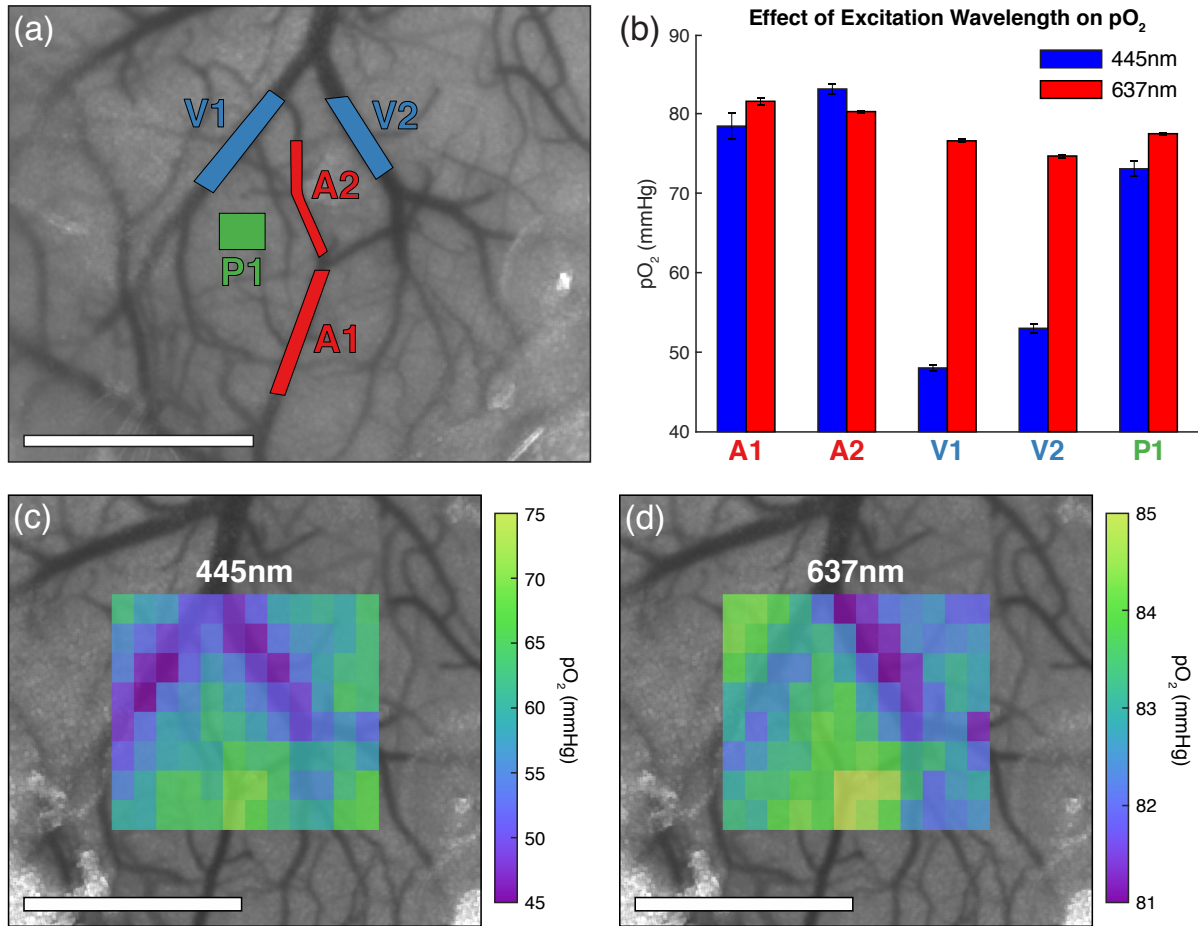 (a)
V1
V2
A2
P1
A1
(b)
Effect of Excitation Wavelength on pO2
445nm
637nm
90
80
70
60
50
40
pO2 (mmHg)
A1
A2
V1
V2
P1
(c)
445nm
75
70
65
60
55
50
45
pO2 (mmHg)
(d)
637nm
85
84
83
82
81
pO2 (mmHg)